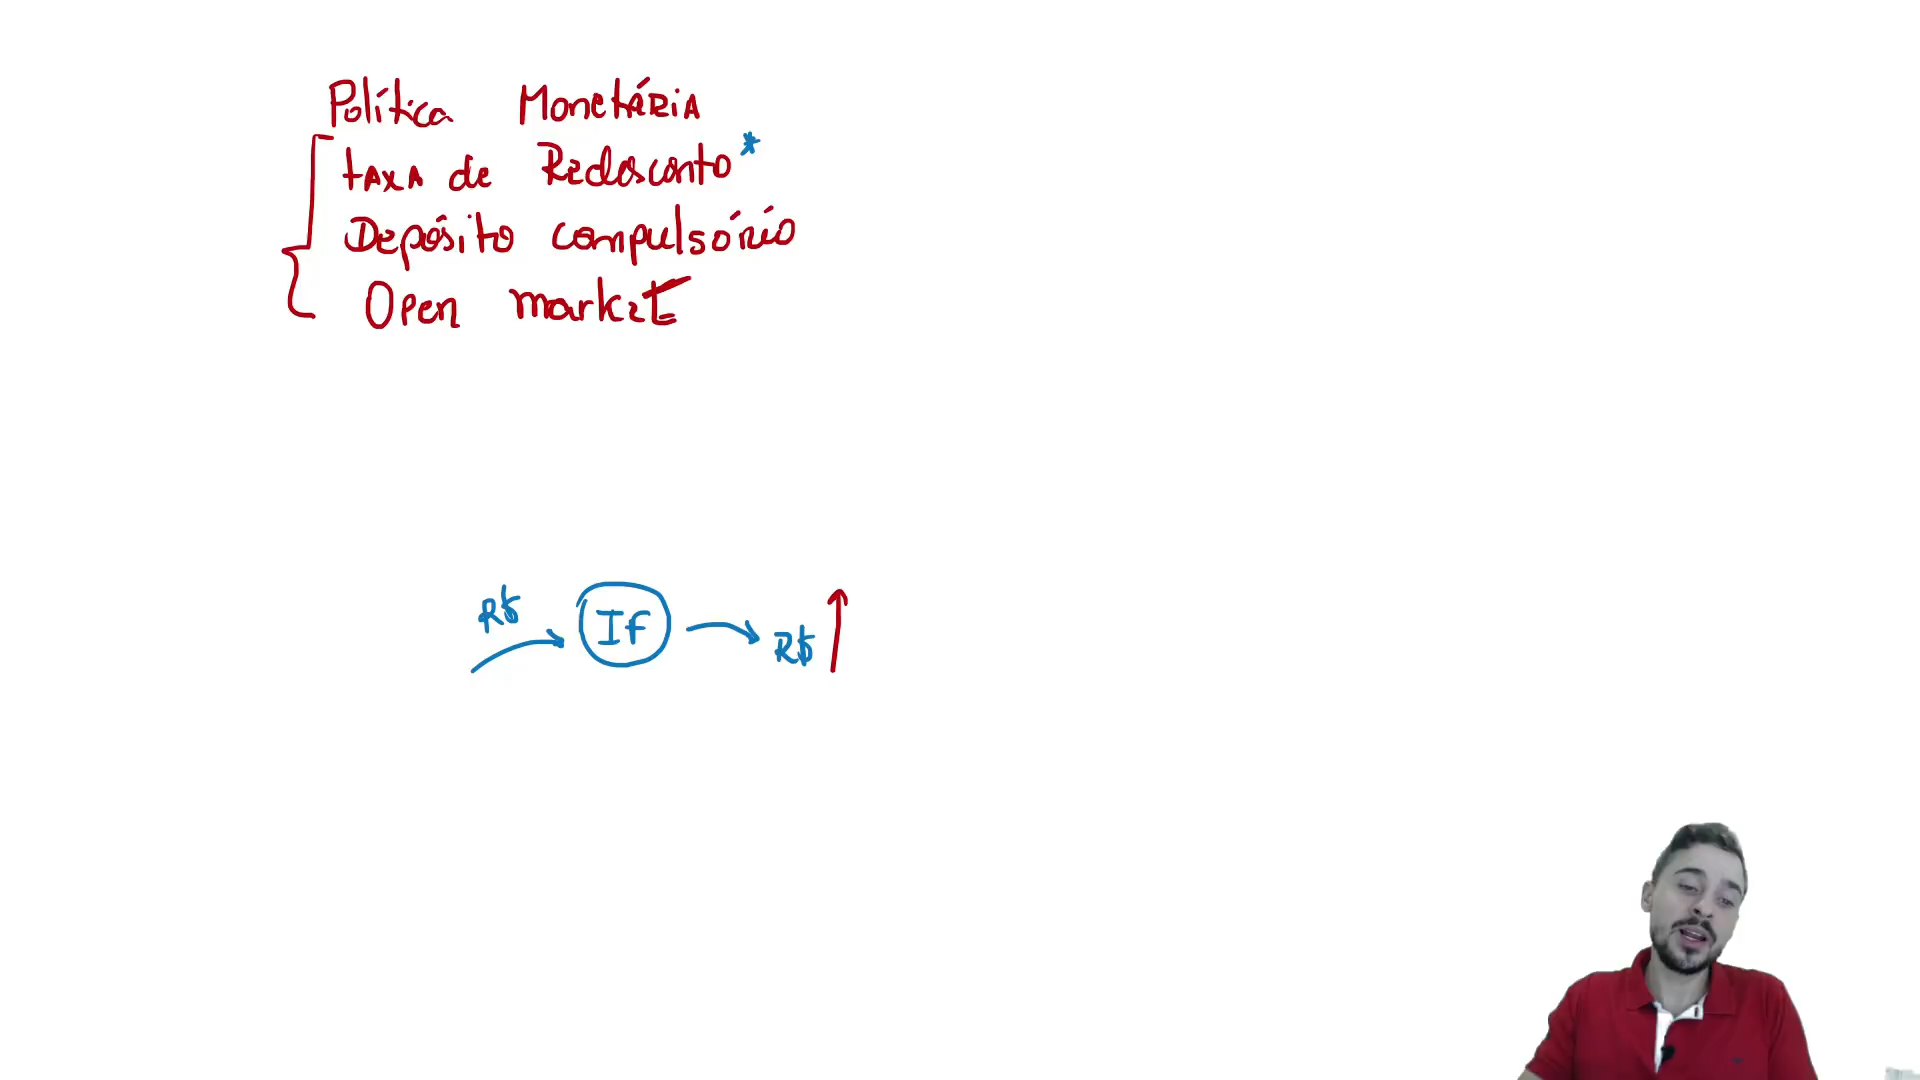 Política Monetária
taxa de Redesconto*
Depósito compulsório
Open market
R$ If R$